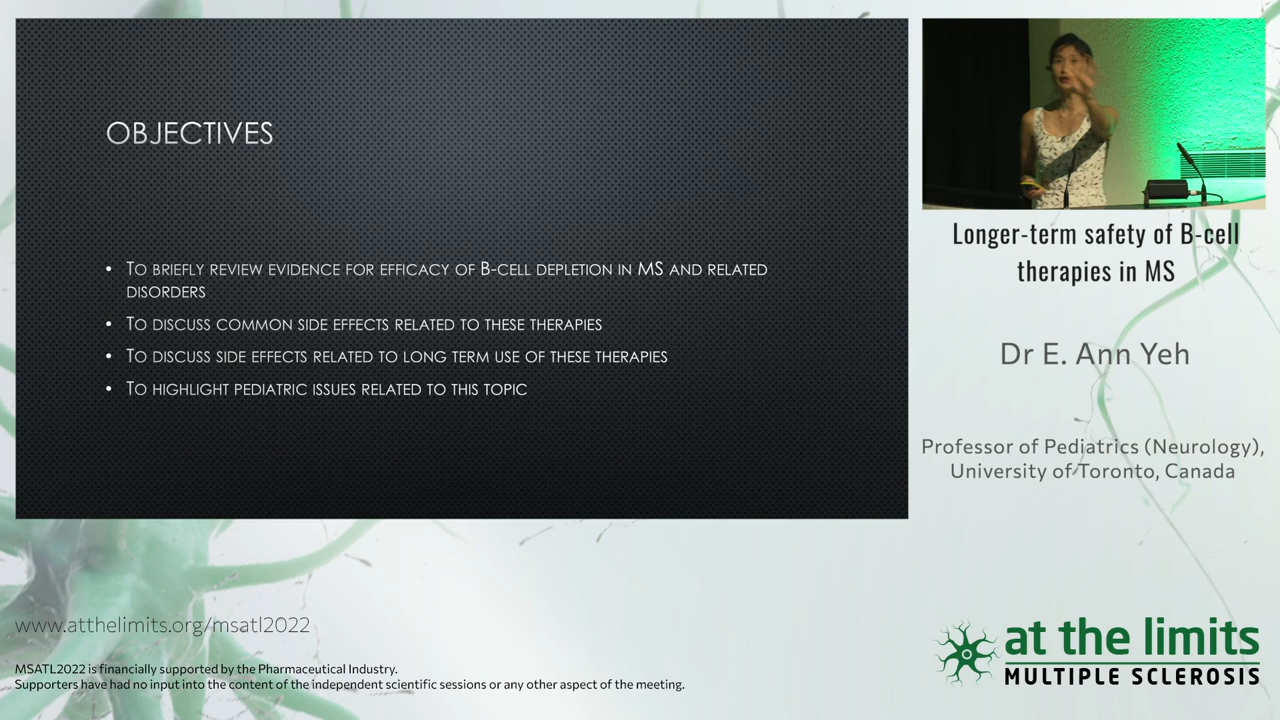 OBJECTIVES
• TO BRIEFLY REVIEW EVIDENCE FOR EFFICACY OF B-CELL DEPLETION IN MS AND RELATED
DISORDERS
• TO DISCUSS COMMON SIDE EFFECTS RELATED TO THESE THERAPIES
• TO DISCUSS SIDE EFFECTS RELATED TO LONG TERM USE OF THESE THERAPIES
• TO HIGHLIGHT PEDIATRIC ISSUES RELATED TO THIS TOPIC
Longer-term safety of B-cell
therapies in MS
Dr E. Ann Yeh
Professor of Pediatrics (Neurology),
University of Toronto, Canada
www.atthelimits.org/msatl2022
MSATL2022 is financially supported by the Pharmaceutical Industry.
Supporters have had no input into the content of the independent scientific sessions or any other aspect of the meeting.
at the limits
MULTIPLE SCLEROSIS